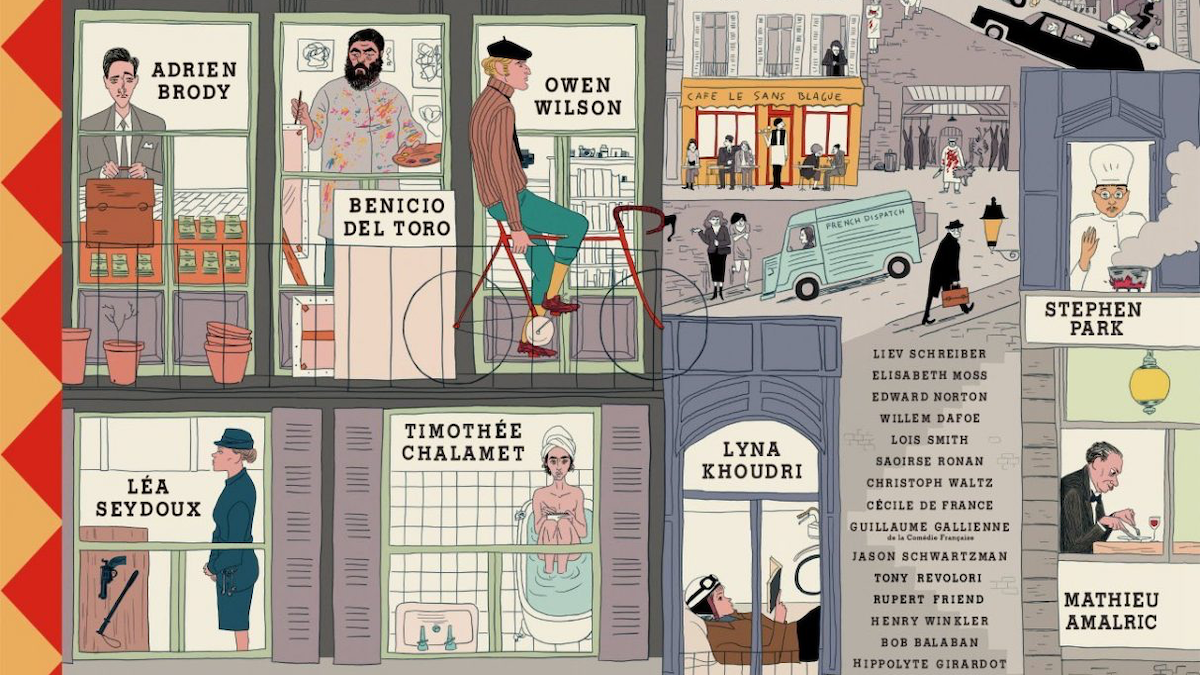 ADRIEN
BRODY
BENICIO
DEL TORO
OWEN
WILSON
CAFE LE SANS BLAGUE
FRENCH DISPATCH
STEPHEN
PARK
LÉA
SEYDOUX
TIMOTHÉE
CHALAMET
LYNA
KHOUDRI
LIEV SCHREIBER
ELISABETH MOSS
EDWARD NORTON
WILLEM DAFOE
LOIS SMITH
SAOIRSE RONAN
CHRISTOPH WALTZ
CÉCILE DE FRANCE
GUILLAUME GALLIENNE
de la Comédie Française
JASON SCHWARTZMAN
TONY REVOLORI
RUPERT FRIEND
HENRY WINKLER
BOB BALABAN
HIPPOLYTE GIRARDOT
MATHIEU
AMALRIC